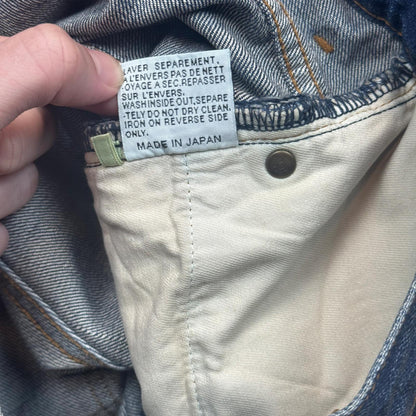 LAVER SEPAREMENT,
A L'ENVERS PAS DE NETT
OYAGE A SEC. REPASSER
SUR L'ENVERS.
WASH INSIDE OUT, SEPARE
TELY DO NOT DRY CLEAN.
IRON ON REVERSE SIDE
ONLY.
MADE IN JAPAN